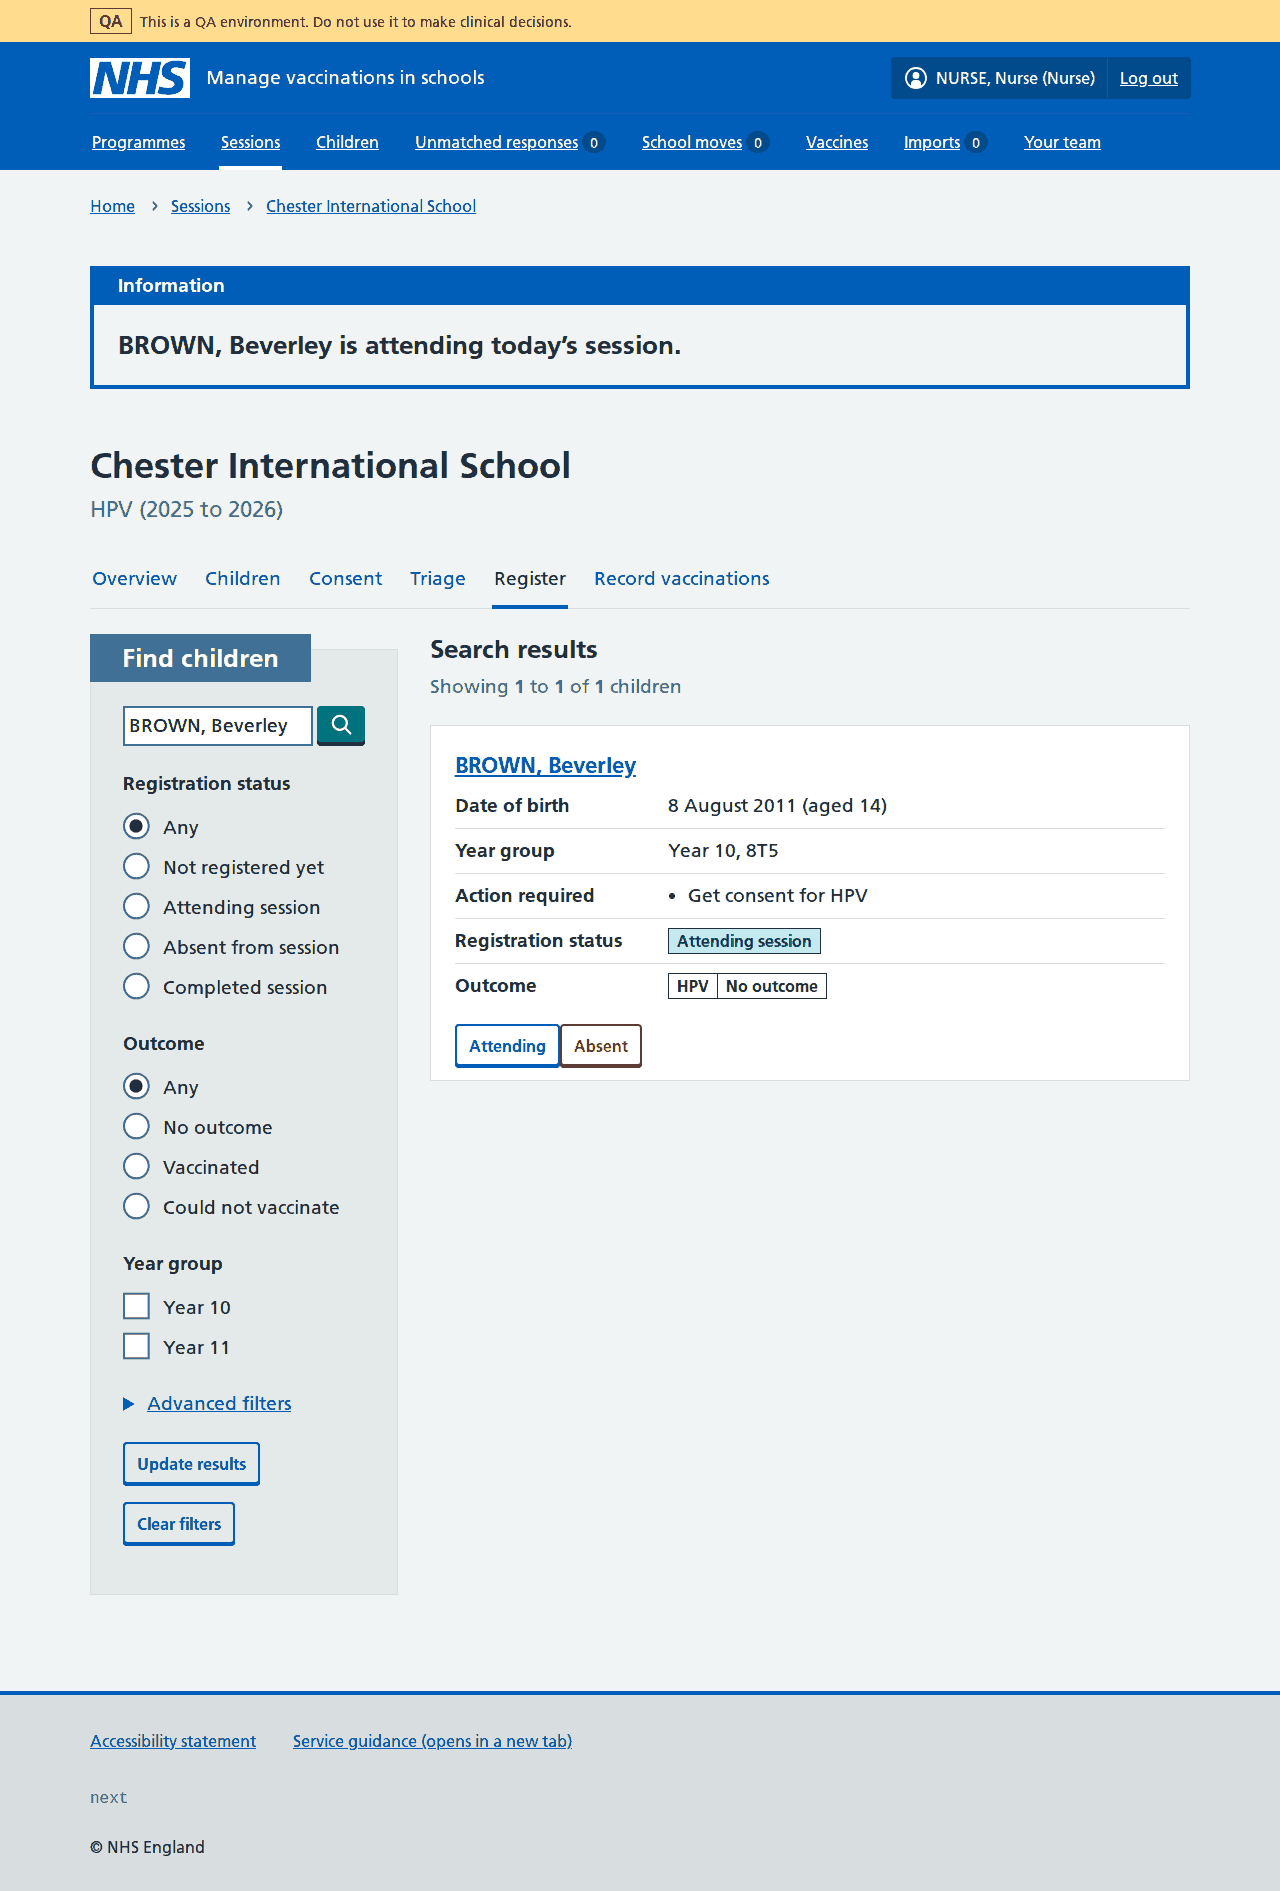 QA This is a QA environment. Do not use it to make clinical decisions.
NHS Manage vaccinations in schools NURSE, Nurse (Nurse) Log out
Programmes Sessions Children Unmatched responses 0 School moves 0 Vaccines Imports 0 Your team
Home Sessions Chester International School
Information
BROWN, Beverley is attending today’s session.
Chester International School
HPV (2025 to 2026)
Overview Children Consent Triage Register Record vaccinations
Find children
BROWN, Beverley
Registration status
Any
Not registered yet
Attending session
Absent from session
Completed session
Outcome
Any
No outcome
Vaccinated
Could not vaccinate
Year group
Year 10
Year 11
Advanced filters
Update results
Clear filters
Search results
Showing 1 to 1 of 1 children
BROWN, Beverley
Date of birth 8 August 2011 (aged 14)
Year group Year 10, 8T5
Action required • Get consent for HPV
Registration status Attending session
Outcome HPV No outcome
Attending Absent
Accessibility statement Service guidance (opens in a new tab)
next
© NHS England